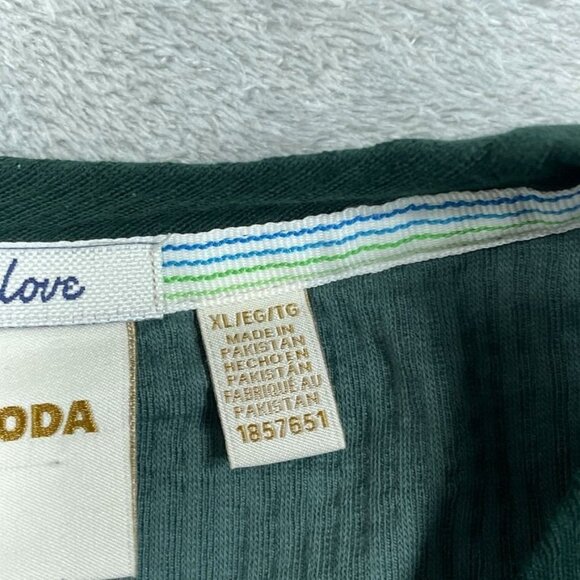 love
ODA
XL/EG/TG
MADE IN
PAKISTAN
HECHO EN
PAKISTAN
FABRIQUÉ AU
PAKISTAN
1857651